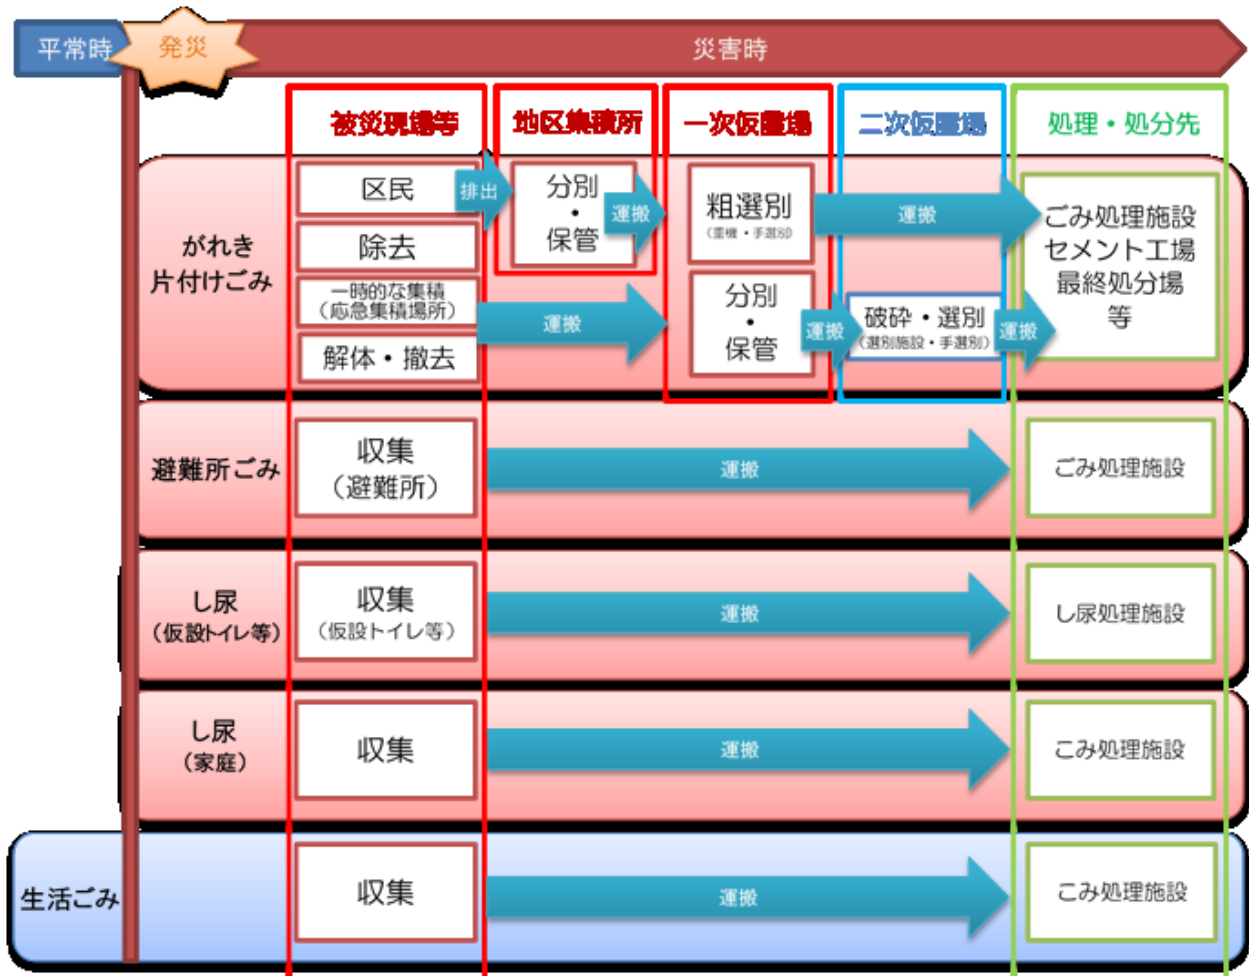 平常時
発災
災害時
被災現場等
地区集積所
一次仮置場
二次仮置場
処理・処分先
がれき
片付けごみ
区民
排出
除去
一時的な集積
（応急集積場所）
解体・撤去
運搬
分別
・
保管
運搬
粗選別
（重機・手選別）
分別
・
保管
運搬
運搬
破砕・選別
（選別施設・手選別）
運搬
ごみ処理施設
セメント工場
最終処分場
等
避難所ごみ
収集
（避難所）
運搬
ごみ処理施設
し尿
（仮設トイレ等）
収集
（仮設トイレ等）
運搬
し尿処理施設
し尿
（家庭）
収集
運搬
こみ処理施設
生活ごみ
収集
運搬
こみ処理施設